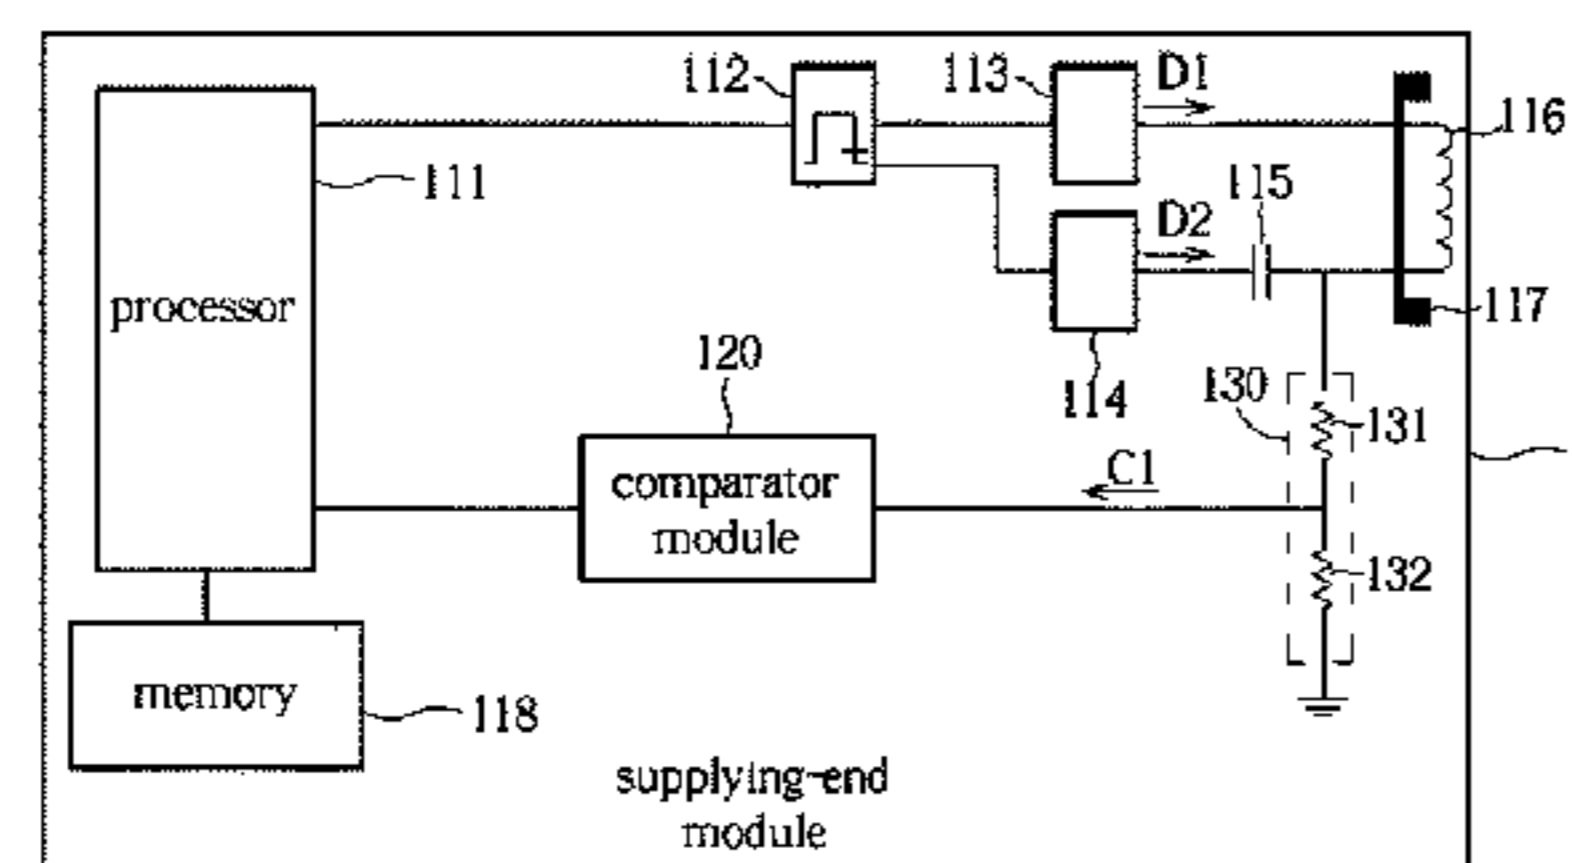 112
113
D1
116
111
115
D2
processor
117
120
114
130
131
comparator
module
C1
132
memory
118
supplying-end
module